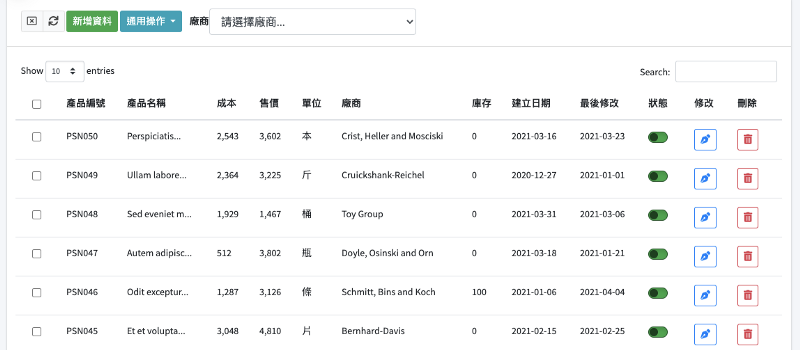 新增資料 通用操作 廠商 請選擇廠商...
Show 10 entries Search:
產品編號 產品名稱 成本 售價 單位 廠商 庫存 建立日期 最後修改 狀態 修改 刪除
PSN050 Perspiciatis... 2,543 3,602 本 Crist, Heller and Mosciski 0 2021-03-16 2021-03-23
PSN049 Ullam labore... 2,364 3,225 斤 Cruickshank-Reichel 0 2020-12-27 2021-01-01
PSN048 Sed eveniet m... 1,929 1,467 桶 Toy Group 0 2021-03-31 2021-03-06
PSN047 Autem adipisc... 512 3,802 瓶 Doyle, Osinski and Orn 0 2021-03-18 2021-01-21
PSN046 Odit exceptur... 1,287 3,126 條 Schmitt, Bins and Koch 100 2021-01-06 2021-04-04
PSN045 Et et volupta... 3,048 4,810 片 Bernhard-Davis 0 2021-02-15 2021-02-25